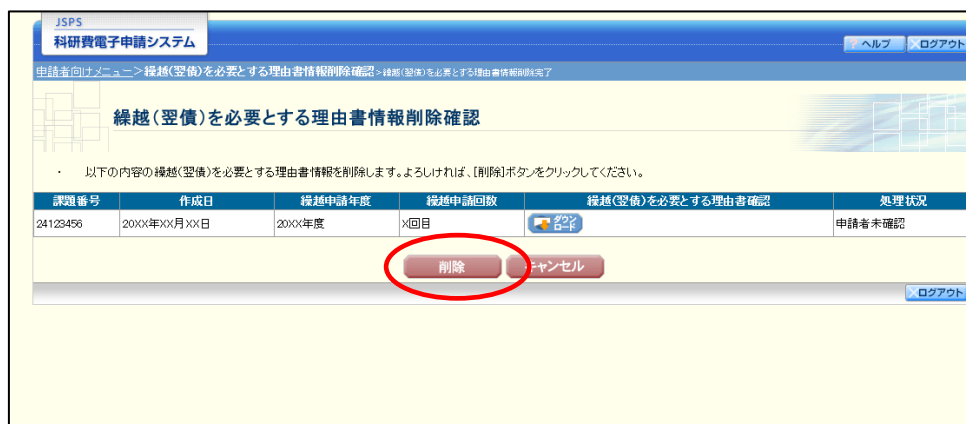 JSPS
科研費電子申請システム
ヘルプ ログアウト
申請者向けメニュー>繰越(翌債)を必要とする理由書情報削除確認>繰越(翌債)を必要とする理由書情報削除完了
繰越(翌債)を必要とする理由書情報削除確認
・ 以下の内容の繰越(翌債)を必要とする理由書情報を削除します。よろしければ、[削除]ボタンをクリックしてください。
課題番号 作成日 繰越申請年度 繰越申請回数 繰越(翌債)を必要とする理由書確認 処理状況
24123456 20XX年XX月XX日 20XX年度 X回目 ダウンロード 申請者未確認
削除 キャンセル
ログアウト